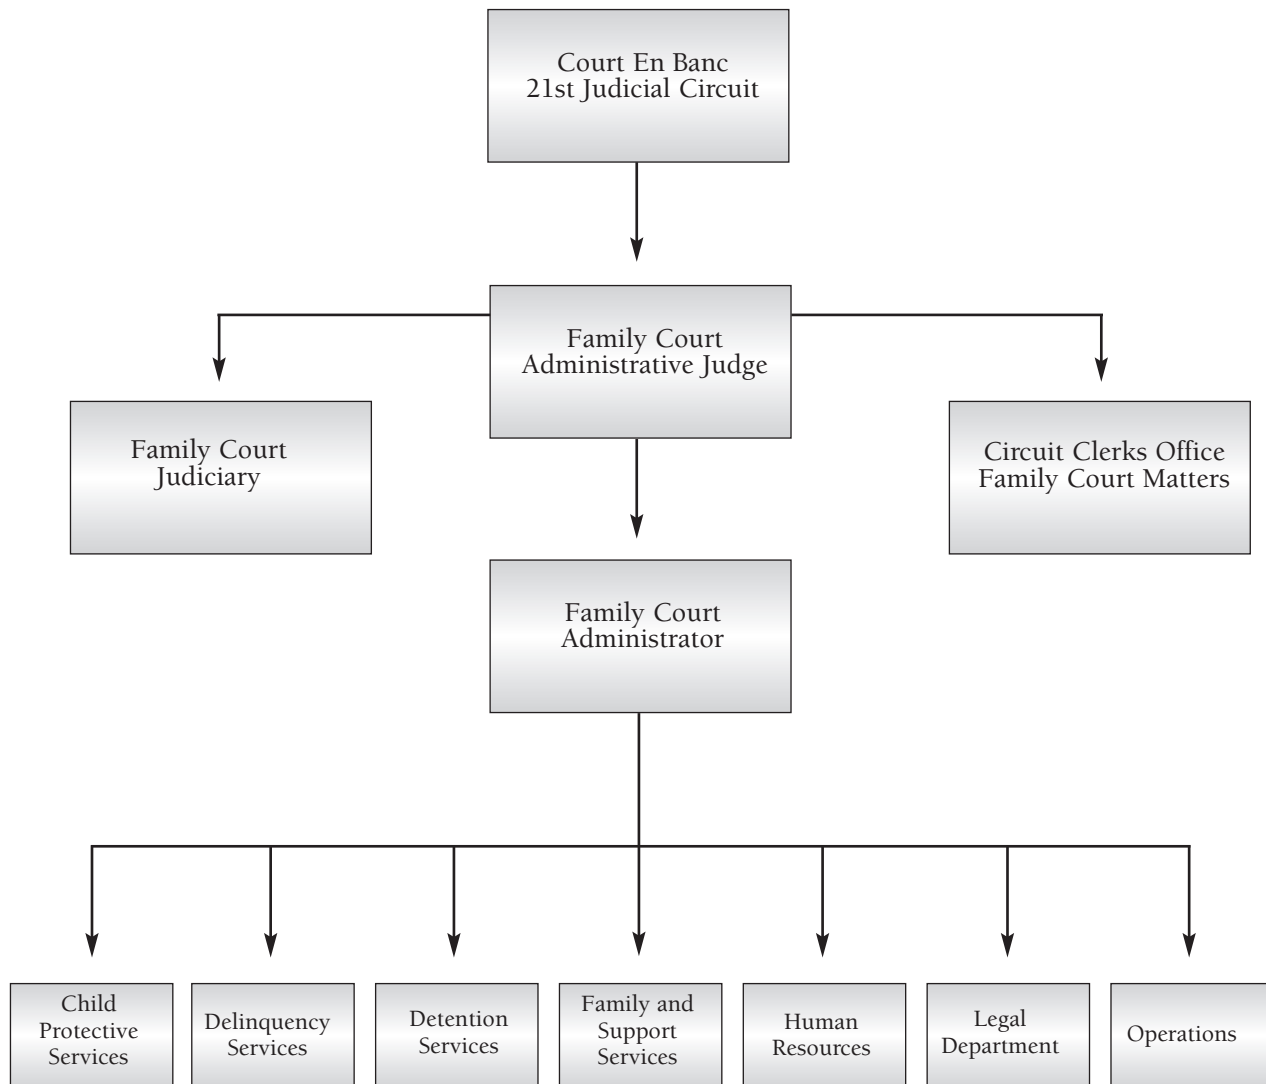 Court En Banc
21st Judicial Circuit
Family Court
Administrative Judge
Family Court
Judiciary
Circuit Clerks Office
Family Court Matters
Family Court
Administrator
Child
Protective
Services
Delinquency
Services
Detention
Services
Family and
Support
Services
Human
Resources
Legal
Department
Operations